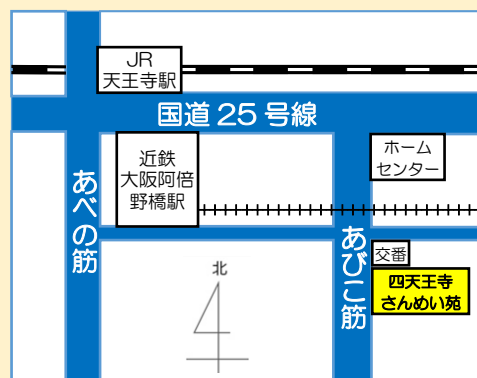 JR
天王寺駅
国道25号線
近鉄
大阪阿倍
野橋駅
ホーム
センター
あべの筋
あびこ筋
交番
四天王寺
さんめい苑
北